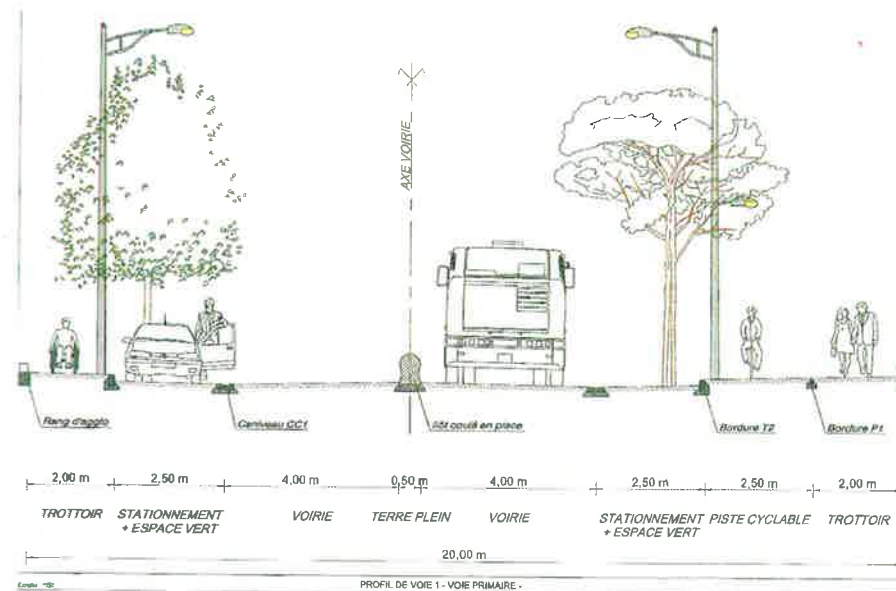 AXE VOIRIE
Rang d'agglo
Caniveau CC1
Ilôt coulé en place
Bordure T2
Bordure P1
2,00 m 2,50 m 4,00 m 0,50 m 4,00 m 2,50 m 2,50 m 2,00 m
TROTTOIR STATIONNEMENT VOIRIE TERRE PLEIN VOIRIE STATIONNEMENT PISTE CYCLABLE TROTTOIR
+ ESPACE VERT + ESPACE VERT
20,00 m
PROFIL DE VOIE 1 - VOIE PRIMAIRE -